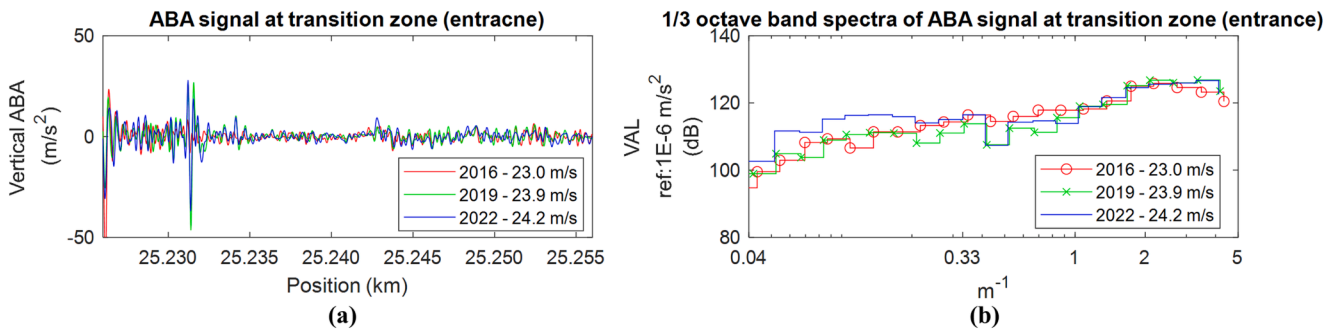 ABA signal at transition zone (entracne)
50
0
-50
Vertical ABA
(m/s²)
2016 - 23.0 m/s
2019 - 23.9 m/s
2022 - 24.2 m/s
25.230 25.235 25.240 25.245 25.250 25.255
Position (km)
(a)
1/3 octave band spectra of ABA signal at transition zone (entrance)
140
120
100
80
VAL
ref:1E-6 m/s²
(dB)
2016 - 23.0 m/s
2019 - 23.9 m/s
2022 - 24.2 m/s
0.04 0.33 1 2 5
m⁻¹
(b)